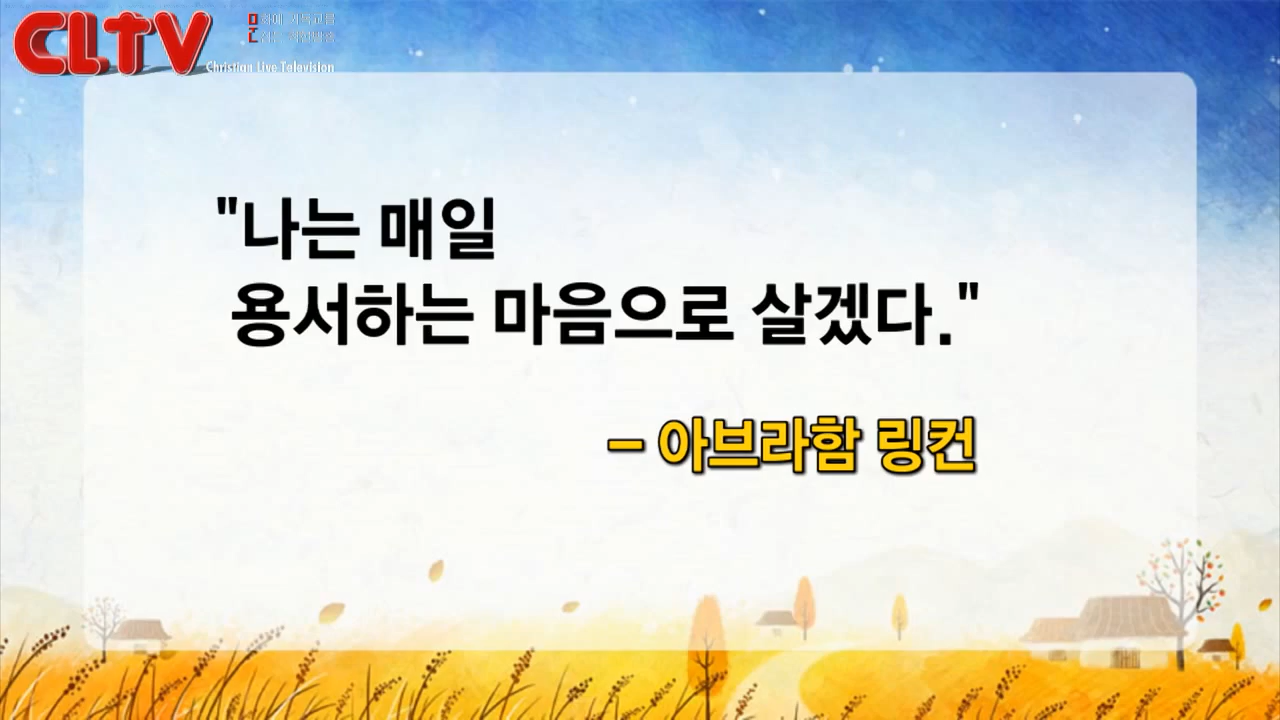 CLTV
Christian Live Television
"나는 매일
용서하는 마음으로 살겠다."
- 아브라함 링컨